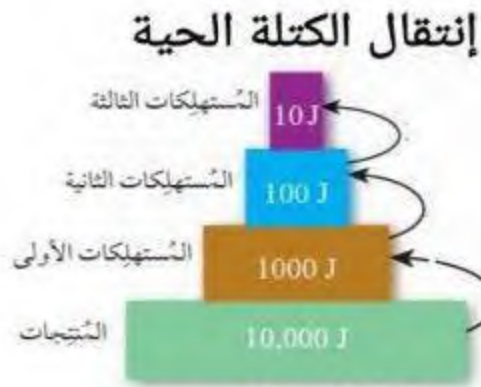 إنتقال الكتلة الحية
المُستهلِكات الثالثة
10 J
المُستهلِكات الثانية
100 J
المُستهلِكات الأولى
1000 J
المُنتِجات
10,000 J